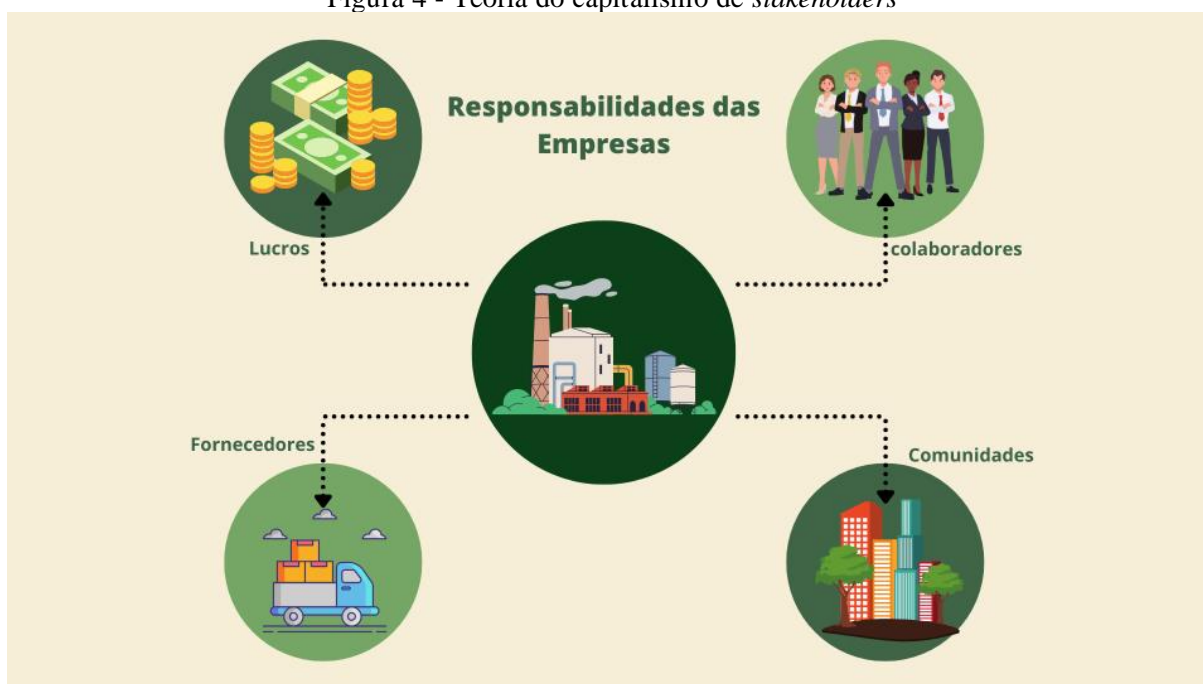 Figura 4 - Teoria do capitalismo de stakeholders
Responsabilidades das
Empresas
Lucros
colaboradores
Fornecedores
Comunidades